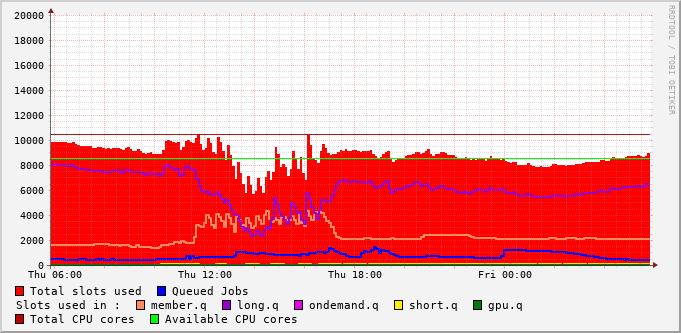 20000
18000
16000
14000
12000
10000
8000
6000
4000
2000
0
Thu 06:00 Thu 12:00 Thu 18:00 Fri 00:00
Total slots used Queued Jobs
Slots used in : member.q long.q ondemand.q short.q gpu.q
Total CPU cores Available CPU cores
RRDTOOL / TOBI OETIKER